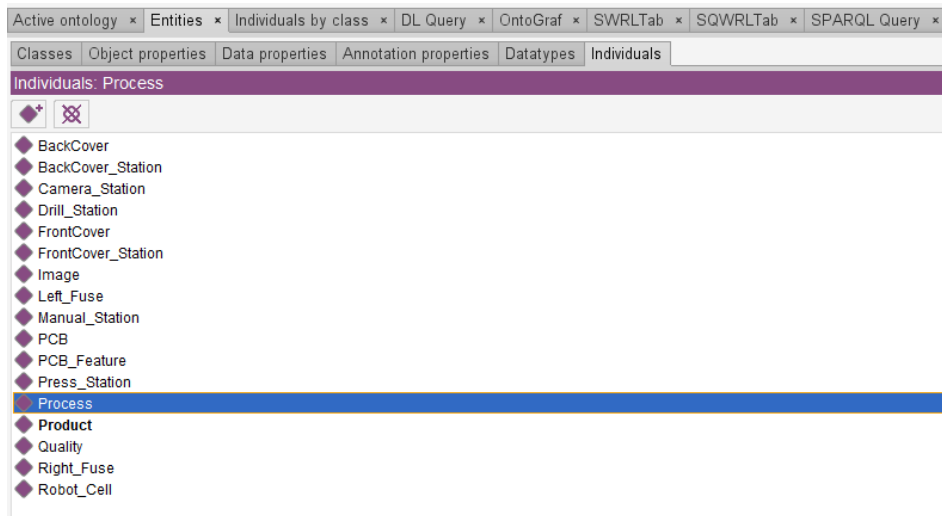 Active ontology × Entities × Individuals by class × DL Query × OntoGraf × SWRLTab × SQWRLTab × SPARQL Query ×
Classes Object properties Data properties Annotation properties Datatypes Individuals
Individuals: Process
BackCover
BackCover_Station
Camera_Station
Drill_Station
FrontCover
FrontCover_Station
Image
Left_Fuse
Manual_Station
PCB
PCB_Feature
Press_Station
Process
Product
Quality
Right_Fuse
Robot_Cell